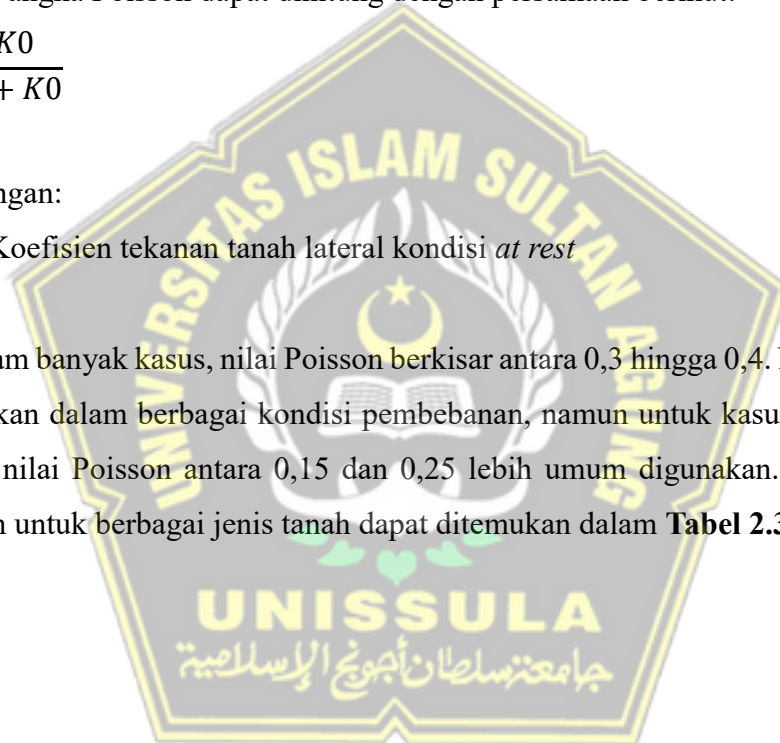 angka Poisson dapat dihitung dengan persamaan berikut:
K0
+ K0
ngan:
Koefisien tekanan tanah lateral kondisi at rest
am banyak kasus, nilai Poisson berkisar antara 0,3 hingga 0,4.
kan dalam berbagai kondisi pembebanan, namun untuk kasus
nilai Poisson antara 0,15 dan 0,25 lebih umum digunakan.
n untuk berbagai jenis tanah dapat ditemukan dalam Tabel 2.3
UNIVERSITAS ISLAM SULTAN AGUNG
UNISSULA
جامعتنسلطان أجونج الإسلامية